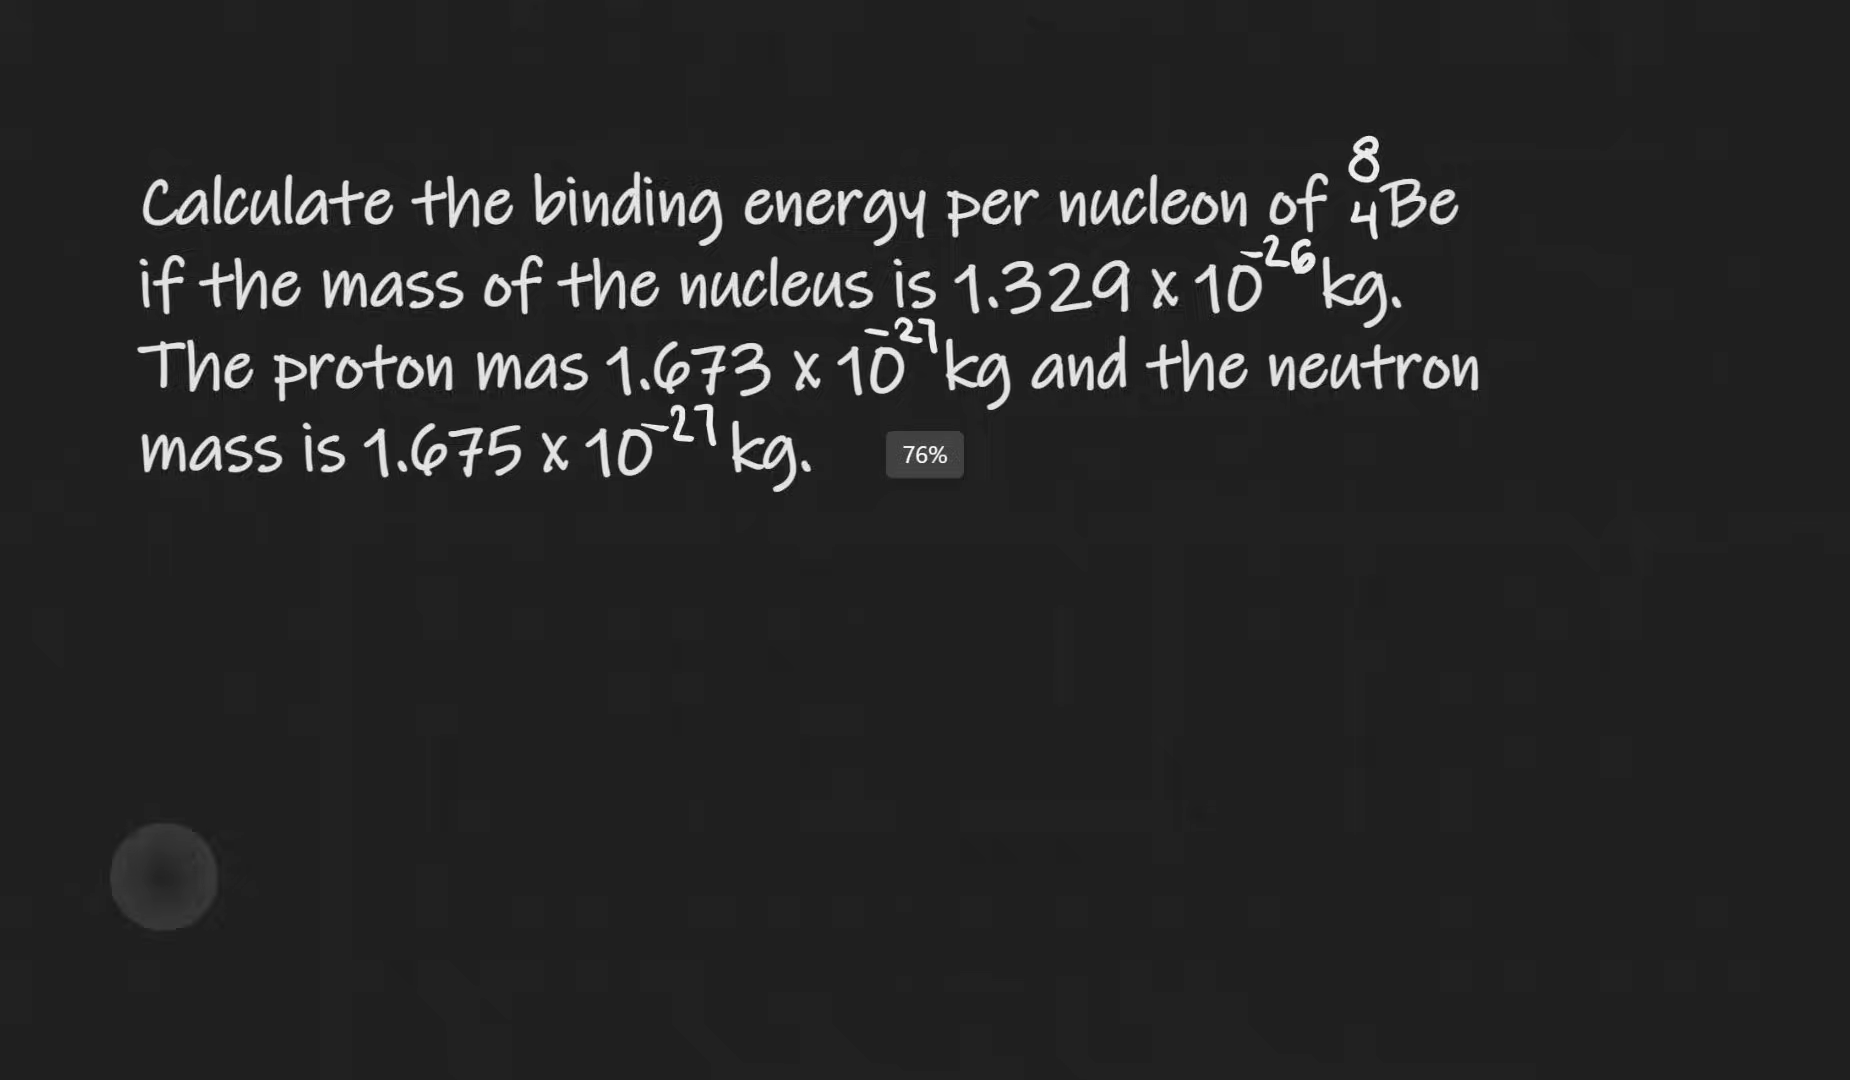 Calculate the binding energy per nucleon of ⁸₄Be
if the mass of the nucleus is 1.329 x 10⁻²⁶ kg.
The proton mas 1.673 x 10⁻²⁷ kg and the neutron
mass is 1.675 x 10⁻²⁷ kg.
76%